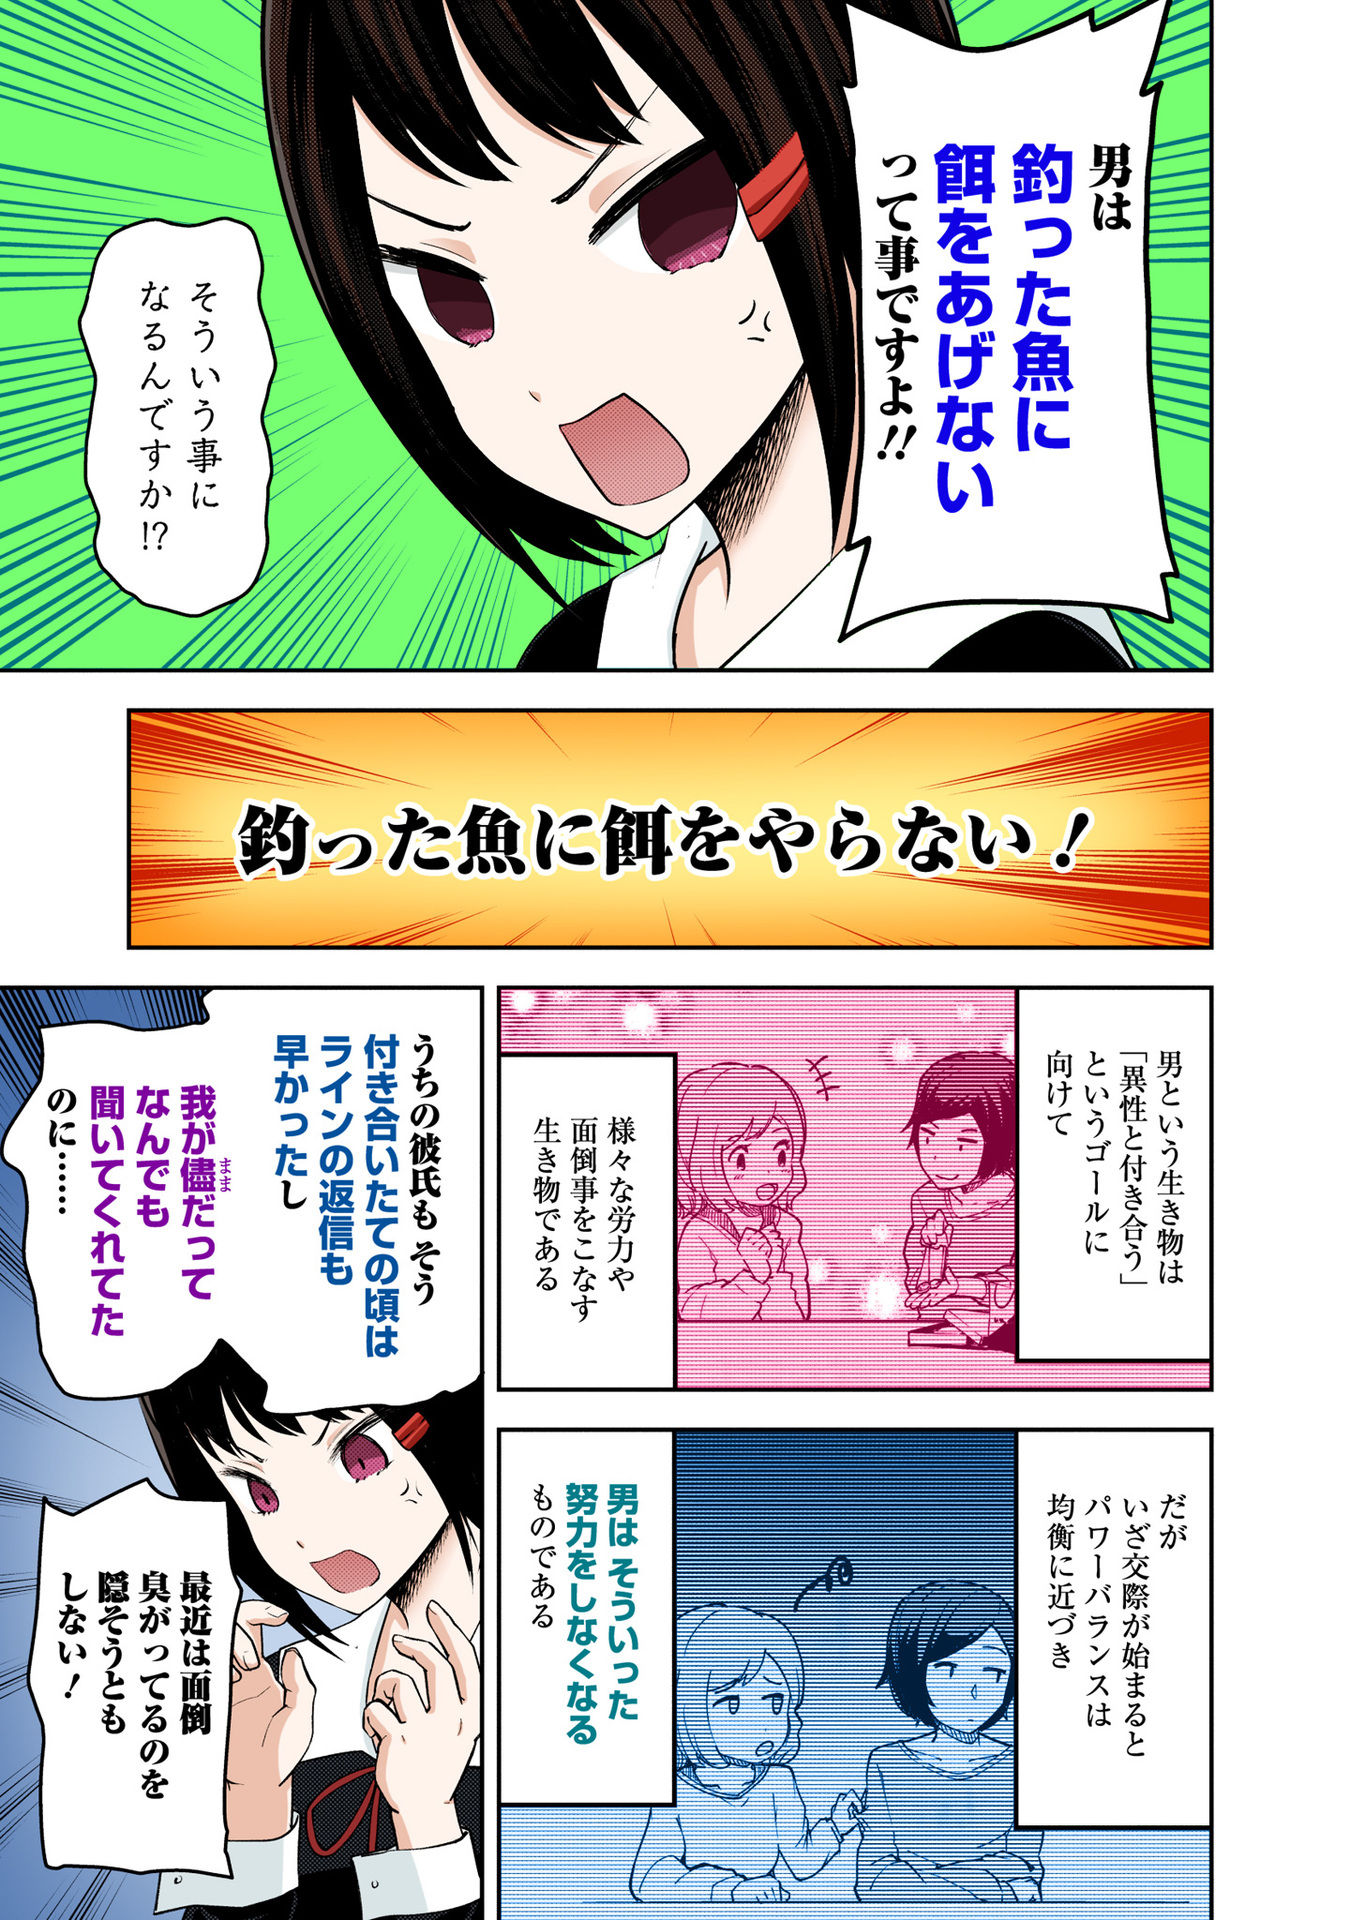 男は
釣った魚に
餌をあげない
って事ですよ!!
そういう事に
なるんですか!?
釣った魚に餌をやらない！
男という生き物は
「異性と付き合う」
というゴールに
向けて
様々な労力や
面倒事をこなす
生き物である
だが
いざ交際が始まると
パワーバランスは
均衡に近づき
男は そういった
努力をしなくなる
ものである
うちの彼氏も そう
付き合いたての頃は
ラインの返信も
早かったし
我が儘だって
まま
なんでも
聞いてくれてた
のに……
最近は面倒
臭がってるのを
隠そうとも
しない！